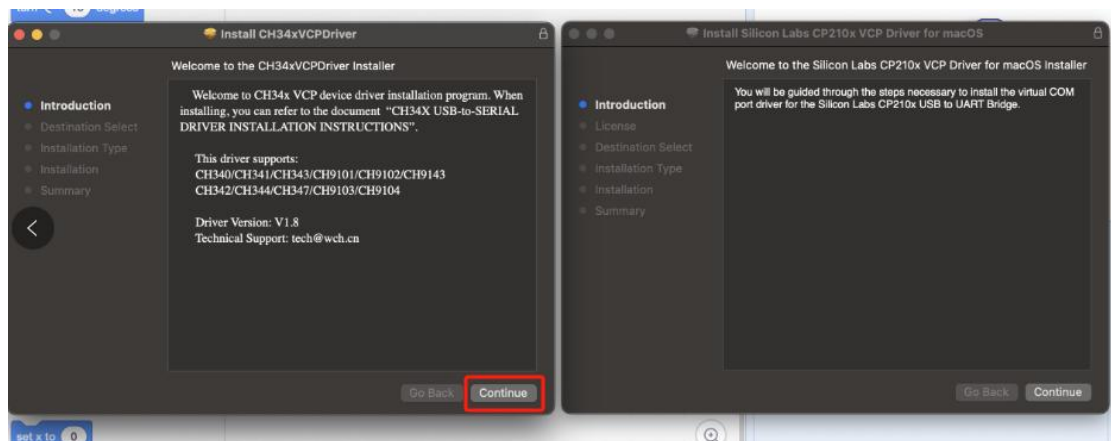 turn 15 degrees
Install CH34xVCPDriver
Welcome to the CH34xVCPDriver Installer
Introduction
Destination Select
Installation Type
Installation
Summary
Welcome to CH34x VCP device driver installation program. When
installing, you can refer to the document “CH34X USB-to-SERIAL
DRIVER INSTALLATION INSTRUCTIONS”.
This driver supports:
CH340/CH341/CH343/CH9101/CH9102/CH9143
CH342/CH344/CH347/CH9103/CH9104
Driver Version: V1.8
Technical Support: tech@wch.cn
Go Back
Continue
Install Silicon Labs CP210x VCP Driver for macOS
Welcome to the Silicon Labs CP210x VCP Driver for macOS Installer
Introduction
License
Destination Select
Installation Type
Installation
Summary
You will be guided through the steps necessary to install the virtual COM
port driver for the Silicon Labs CP210x USB to UART Bridge.
Go Back
Continue
set x to 0